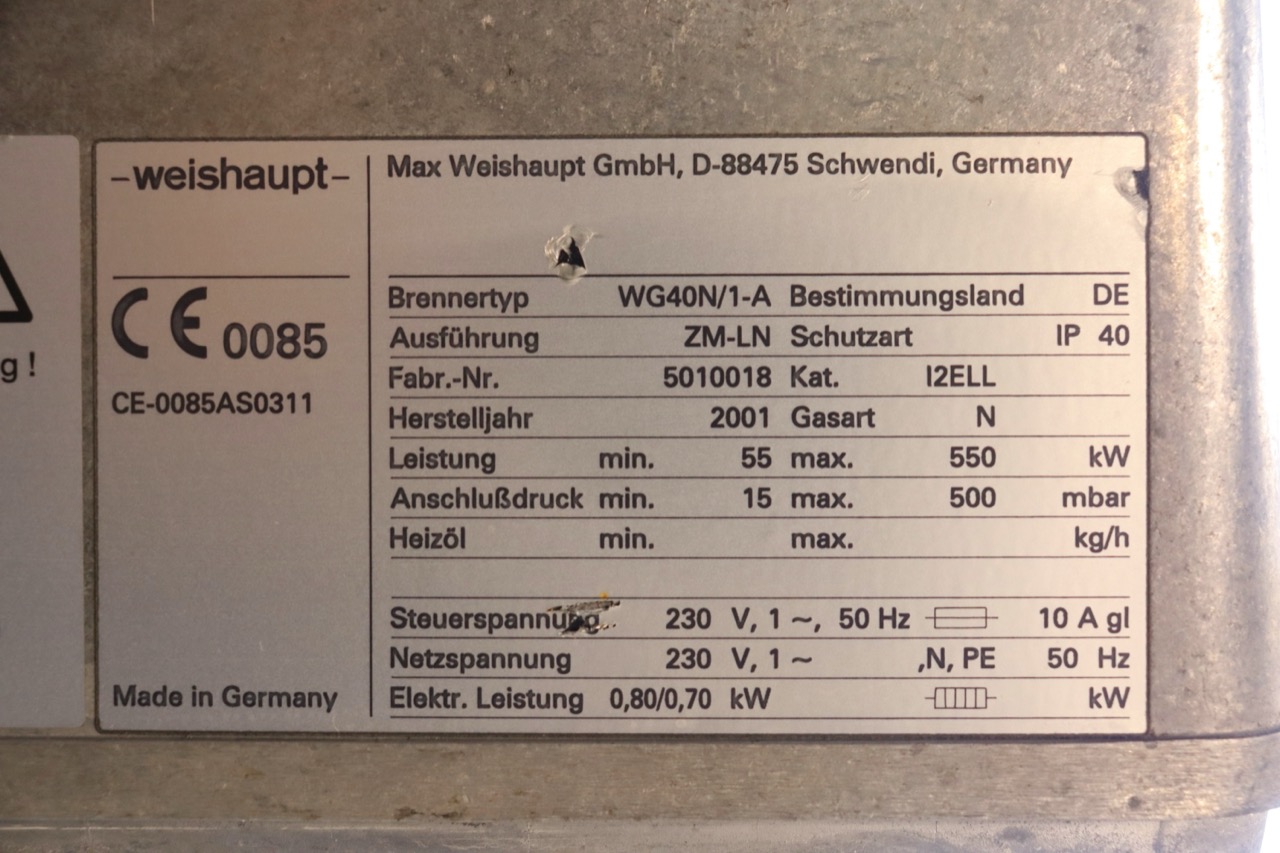 g !
-weishaupt-
CE 0085
CE-0085AS0311
Made in Germany
Max Weishaupt GmbH, D-88475 Schwendi, Germany
Brennertyp WG40N/1-A Bestimmungsland DE
Ausführung ZM-LN Schutzart IP 40
Fabr.-Nr. 5010018 Kat. I2ELL
Herstelljahr 2001 Gasart N
Leistung min. 55 max. 550 kW
Anschlußdruck min. 15 max. 500 mbar
Heizöl min. max. kg/h
Steuerspannung 230 V, 1 ~, 50 Hz 10 A gl
Netzspannung 230 V, 1 ~ ,N, PE 50 Hz
Elektr. Leistung 0,80/0,70 kW kW